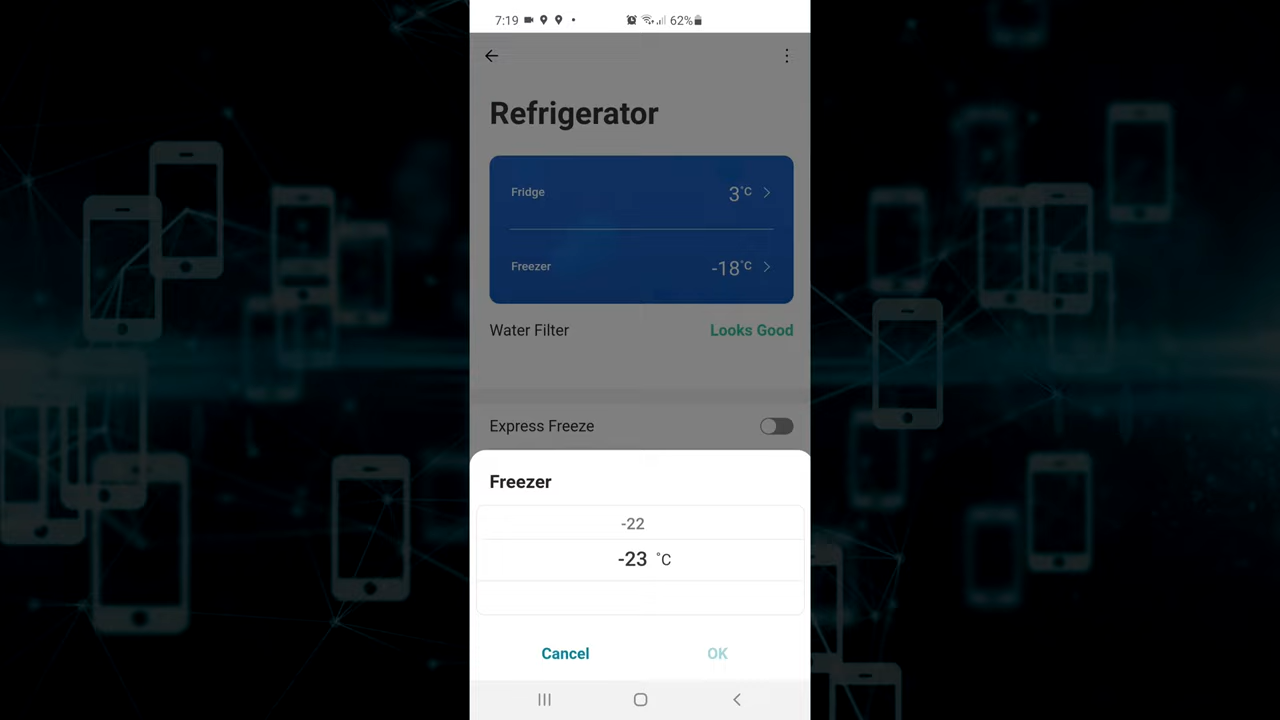 7:19 62%
Refrigerator
Fridge 3°C
Freezer -18°C
Water Filter Looks Good
Express Freeze
Freezer
-22
-23 °C
Cancel OK